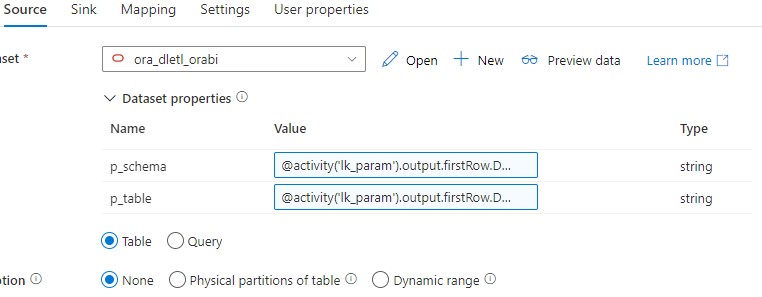 Source Sink Mapping Settings User properties
set * ora_dletl_orabi Open New Preview data Learn more
Dataset properties
Name Value Type
p_schema @activity('lk_param').output.firstRow.D... string
p_table @activity('lk_param').output.firstRow.D... string
Table Query
ption None Physical partitions of table Dynamic range